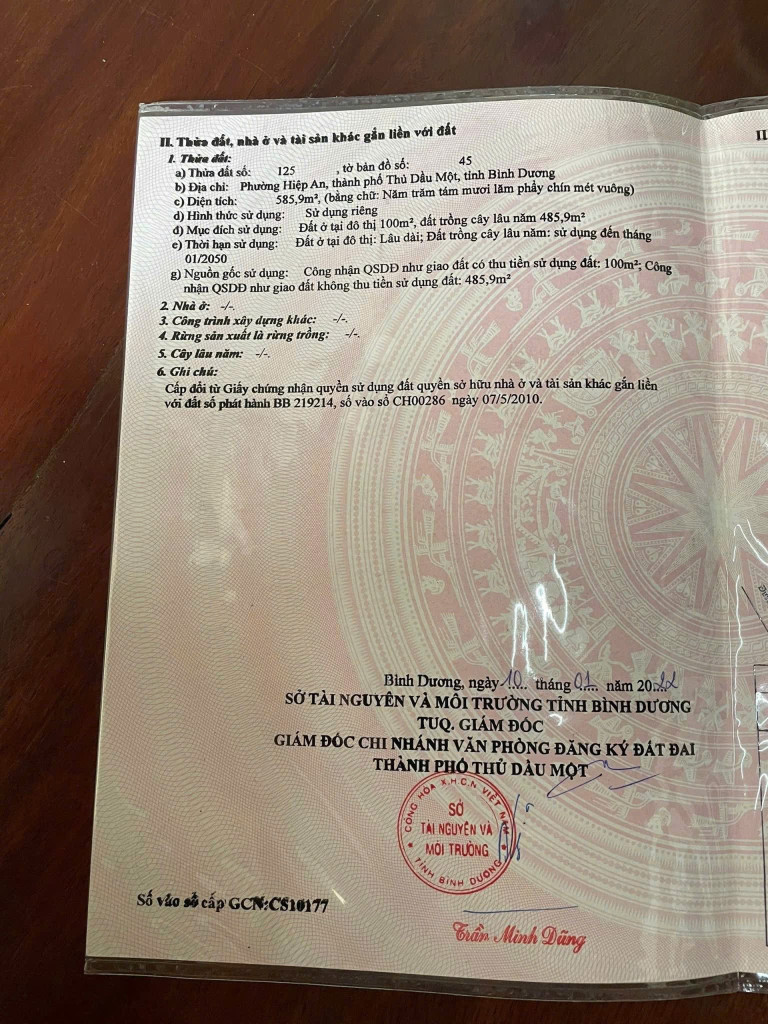 II. Thửa đất, nhà ở và tài sản khác gắn liền với đất
1. Thửa đất:
a) Thửa đất số: 125 , tờ bản đồ số: 45
b) Địa chỉ: Phường Hiệp An, thành phố Thủ Dầu Một, tỉnh Bình Dương
c) Diện tích: 585,9m², (bằng chữ: Năm trăm tám mươi lăm phẩy chín mét vuông)
d) Hình thức sử dụng: Sử dụng riêng
đ) Mục đích sử dụng: Đất ở tại đô thị 100m², đất trồng cây lâu năm 485,9m²
e) Thời hạn sử dụng: Đất ở tại đô thị: Lâu dài; Đất trồng cây lâu năm: sử dụng đến tháng
01/2050
g) Nguồn gốc sử dụng: Công nhận QSDĐ như giao đất có thu tiền sử dụng đất: 100m²; Công
nhận QSDĐ như giao đất không thu tiền sử dụng đất: 485,9m²
2. Nhà ở: -/-.
3. Công trình xây dựng khác: -/-.
4. Rừng sản xuất là rừng trồng: -/-.
5. Cây lâu năm: -/-.
6. Ghi chú:
Cấp đổi từ Giấy chứng nhận quyền sử dụng đất quyền sở hữu nhà ở và tài sản khác gắn liền
với đất số phát hành BB 219214, số vào sổ CH00286 ngày 07/5/2010.
Bình Dương, ngày 10 tháng 01 năm 2022
SỞ TÀI NGUYÊN VÀ MÔI TRƯỜNG TỈNH BÌNH DƯƠNG
TUQ. GIÁM ĐỐC
GIÁM ĐỐC CHI NHÁNH VĂN PHÒNG ĐĂNG KÝ ĐẤT ĐAI
THÀNH PHỐ THỦ DẦU MỘT
CỘNG HÒA X.H.C.N VIỆT NAM
SỞ
TÀI NGUYÊN VÀ
MÔI TRƯỜNG
TỈNH BÌNH DƯƠNG
Trần Minh Dũng
Số vào sổ cấp GCN:CS10177
II